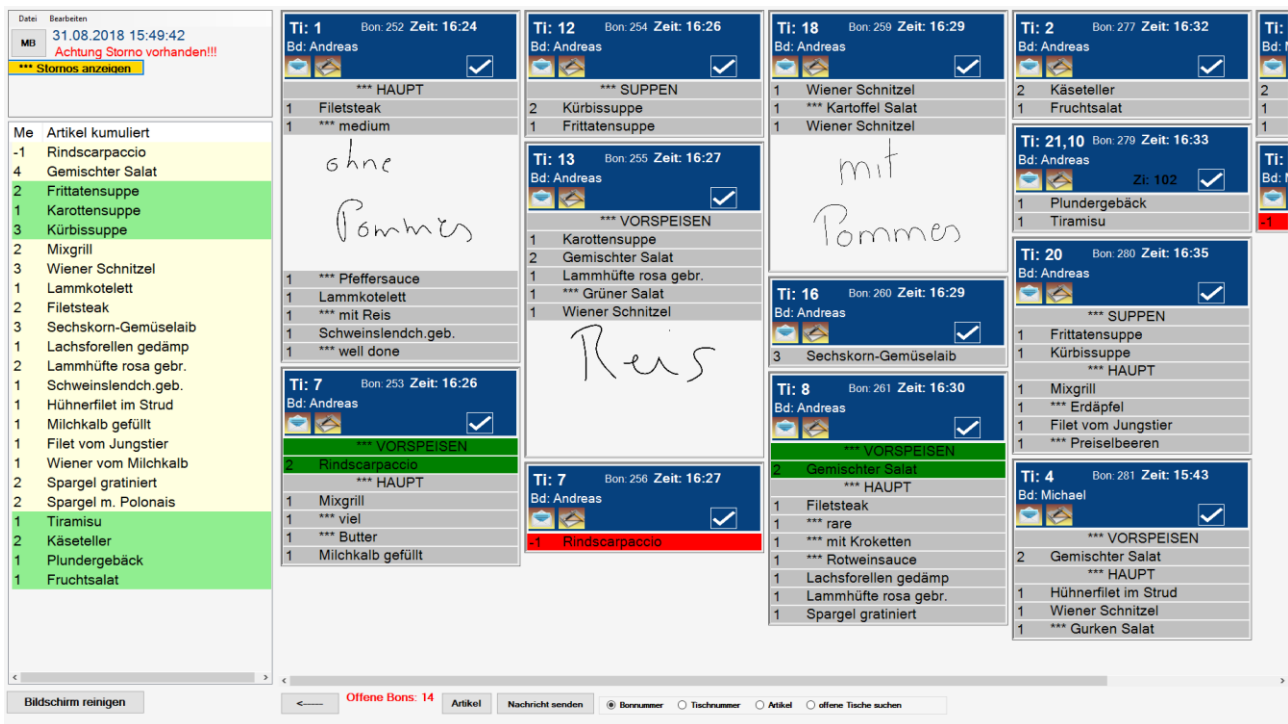 Datei Bearbeiten
MB
31.08.2018 15:49:42
Achtung Storno vorhanden!!!
*** Stornos anzeigen
Me Artikel kumuliert
-1 Rindscarpaccio
4 Gemischter Salat
2 Frittatensuppe
1 Karottensuppe
3 Kürbissuppe
2 Mixgrill
3 Wiener Schnitzel
1 Lammkotelett
2 Filetsteak
3 Sechskorn-Gemüselaib
1 Lachsforellen gedämp
2 Lammhüfte rosa gebr.
1 Schweinslendch.geb.
1 Hühnerfilet im Strud
1 Milchkalb gefüllt
1 Filet vom Jungstier
1 Wiener vom Milchkalb
2 Spargel gratiniert
2 Spargel m. Polonais
1 Tiramisu
2 Käseteller
1 Plundergebäck
1 Fruchtsalat
Bildschirm reinigen
Ti: 1 Bon: 252 Zeit: 16:24
Bd: Andreas
*** HAUPT
1 Filetsteak
1 *** medium
ohne
Pommes
1 *** Pfeffersauce
1 Lammkotelett
1 *** mit Reis
1 Schweinslendch.geb.
1 *** well done
Ti: 7 Bon: 253 Zeit: 16:26
Bd: Andreas
*** VORSPEISEN
2 Rindscarpaccio
*** HAUPT
1 Mixgrill
1 *** viel
1 *** Butter
1 Milchkalb gefüllt
Ti: 12 Bon: 254 Zeit: 16:26
Bd: Andreas
*** SUPPEN
2 Kürbissuppe
1 Frittatensuppe
Ti: 13 Bon: 255 Zeit: 16:27
Bd: Andreas
*** VORSPEISEN
1 Karottensuppe
2 Gemischter Salat
1 Lammhüfte rosa gebr.
1 *** Grüner Salat
1 Wiener Schnitzel
Reis
Ti: 7 Bon: 256 Zeit: 16:27
Bd: Andreas
-1 Rindscarpaccio
Ti: 18 Bon: 259 Zeit: 16:29
Bd: Andreas
1 Wiener Schnitzel
1 *** Kartoffel Salat
1 Wiener Schnitzel
mit
Pommes
Ti: 16 Bon: 260 Zeit: 16:29
Bd: Andreas
3 Sechskorn-Gemüselaib
Ti: 8 Bon: 261 Zeit: 16:30
Bd: Andreas
*** VORSPEISEN
2 Gemischter Salat
*** HAUPT
1 Filetsteak
1 *** rare
1 *** mit Kroketten
1 *** Rotweinsauce
1 Lachsforellen gedämp
1 Lammhüfte rosa gebr.
1 Spargel gratiniert
Ti: 2 Bon: 277 Zeit: 16:32
Bd: Andreas
2 Käseteller
1 Fruchtsalat
Ti: 21,10 Bon: 279 Zeit: 16:33
Bd: Andreas
Zi: 102
1 Plundergebäck
1 Tiramisu
Ti: 20 Bon: 280 Zeit: 16:35
Bd: Andreas
*** SUPPEN
1 Frittatensuppe
1 Kürbissuppe
*** HAUPT
1 Mixgrill
1 *** Erdäpfel
1 Filet vom Jungstier
1 *** Preiselbeeren
Ti: 4 Bon: 281 Zeit: 15:43
Bd: Michael
*** VORSPEISEN
2 Gemischter Salat
*** HAUPT
1 Hühnerfilet im Strud
1 Wiener Schnitzel
1 *** Gurken Salat
Ti:
Bd:
2
1
1
Ti:
Bd:
-1
<------ Offene Bons: 14 Artikel Nachricht senden Bonnummer Tischnummer Artikel offene Tische suchen